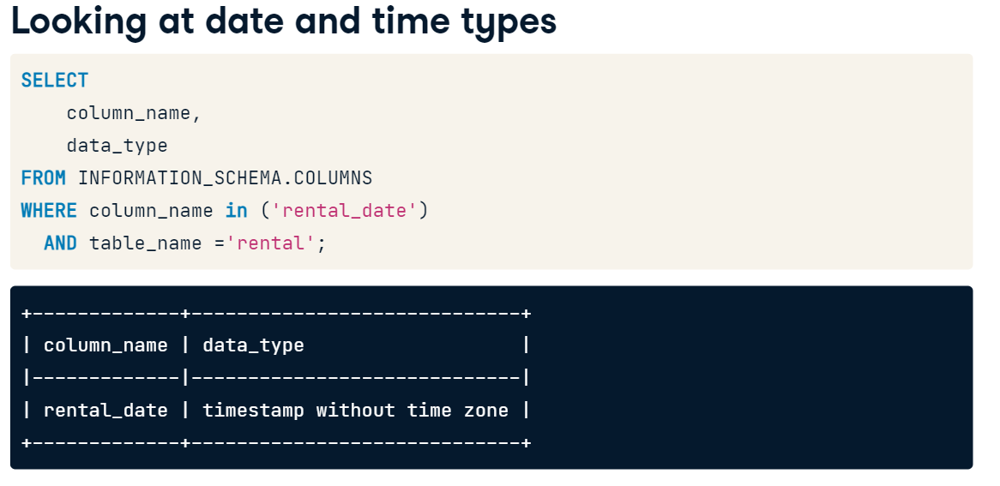 Looking at date and time types
SELECT
    column_name,
    data_type
FROM INFORMATION_SCHEMA.COLUMNS
WHERE column_name in ('rental_date')
  AND table_name ='rental';
+-------------+-----------------------------+
| column_name | data_type                   |
|-------------|-----------------------------|
| rental_date | timestamp without time zone |
+-------------+-----------------------------+